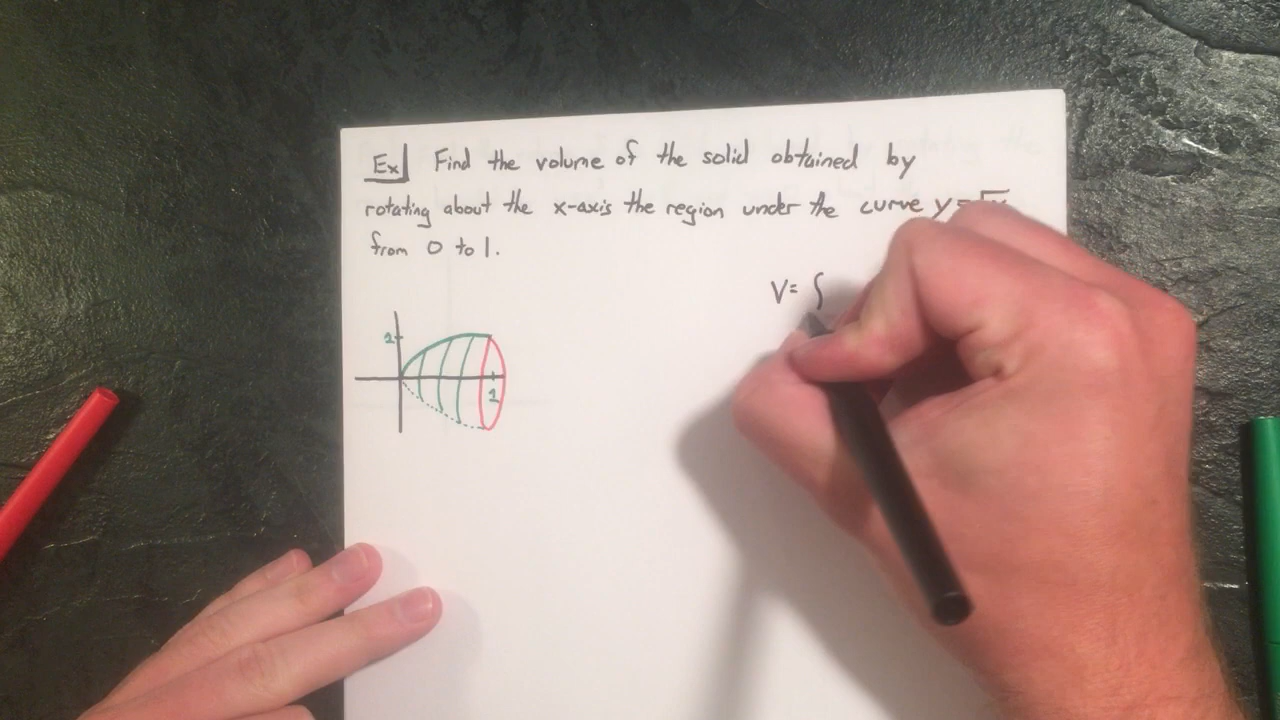 Ex Find the volume of the solid obtained by
rotating about the x-axis the region under the curve y = √x
from 0 to 1.
V= ∫
2
1